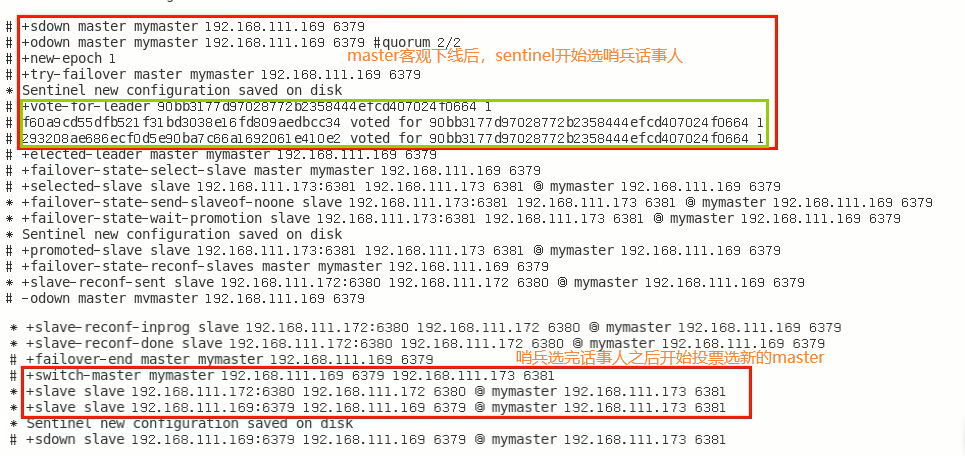 # +sdown master mymaster 192.168.111.169 6379
# +odown master mymaster 192.168.111.169 6379 #quorum 2/2
# +new-epoch 1
master客观下线后，sentinel开始选哨兵话事人
# +try-failover master mymaster 192.168.111.169 6379
* Sentinel new configuration saved on disk
# +vote-for-leader 90bb3177d97028772b2358444efcd407024f0664 1
# f60a9cd55dfb521f31bd3038e16fd809aedbcc34 voted for 90bb3177d97028772b2358444efcd407024f0664 1
# 293208ae686ecf0d5e90ba7c66a1692061e410e2 voted for 90bb3177d97028772b2358444efcd407024f0664 1
# +elected-leader master mymaster 192.168.111.169 6379
# +failover-state-select-slave master mymaster 192.168.111.169 6379
# +selected-slave slave 192.168.111.173:6381 192.168.111.173 6381 @ mymaster 192.168.111.169 6379
* +failover-state-send-slaveof-noone slave 192.168.111.173:6381 192.168.111.173 6381 @ mymaster 192.168.111.169 6379
* +failover-state-wait-promotion slave 192.168.111.173:6381 192.168.111.173 6381 @ mymaster 192.168.111.169 6379
* Sentinel new configuration saved on disk
# +promoted-slave slave 192.168.111.173:6381 192.168.111.173 6381 @ mymaster 192.168.111.169 6379
# +failover-state-reconf-slaves master mymaster 192.168.111.169 6379
* +slave-reconf-sent slave 192.168.111.172:6380 192.168.111.172 6380 @ mymaster 192.168.111.169 6379
# -odown master mymaster 192.168.111.169 6379
* +slave-reconf-inprog slave 192.168.111.172:6380 192.168.111.172 6380 @ mymaster 192.168.111.169 6379
* +slave-reconf-done slave 192.168.111.172:6380 192.168.111.172 6380 @ mymaster 192.168.111.169 6379
# +failover-end master mymaster 192.168.111.169 6379
哨兵选完话事人之后开始投票选新的master
# +switch-master mymaster 192.168.111.169 6379 192.168.111.173 6381
* +slave slave 192.168.111.172:6380 192.168.111.172 6380 @ mymaster 192.168.111.173 6381
* +slave slave 192.168.111.169:6379 192.168.111.169 6379 @ mymaster 192.168.111.173 6381
* Sentinel new configuration saved on disk
# +sdown slave 192.168.111.169:6379 192.168.111.169 6379 @ mymaster 192.168.111.173 6381